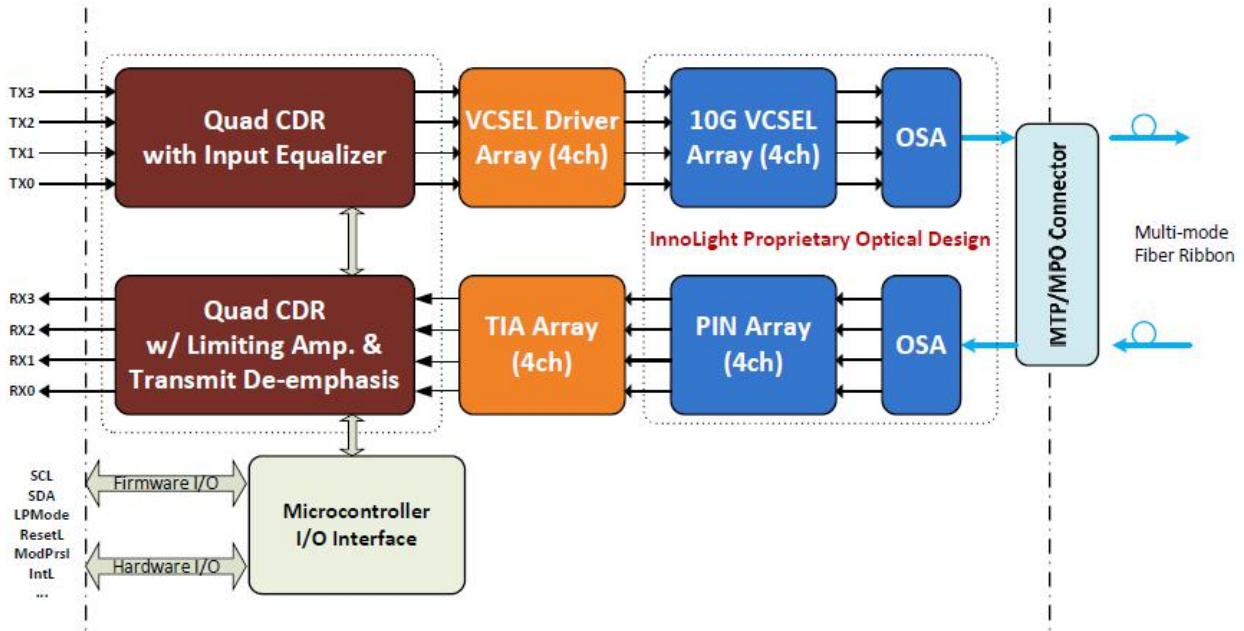 TX3
TX2
TX1
TX0
Quad CDR
with Input Equalizer
VCSEL Driver
Array (4ch)
10G VCSEL
Array (4ch)
OSA
InnoLight Proprietary Optical Design
MTP/MPO Connector
Multi-mode
Fiber Ribbon
RX3
RX2
RX1
RX0
Quad CDR
w/ Limiting Amp. &
Transmit De-emphasis
TIA Array
(4ch)
PIN Array
(4ch)
OSA
SCL
SDA
LPMode
ResetL
ModPrsl
IntL
...
Firmware I/O
Hardware I/O
Microcontroller
I/O Interface